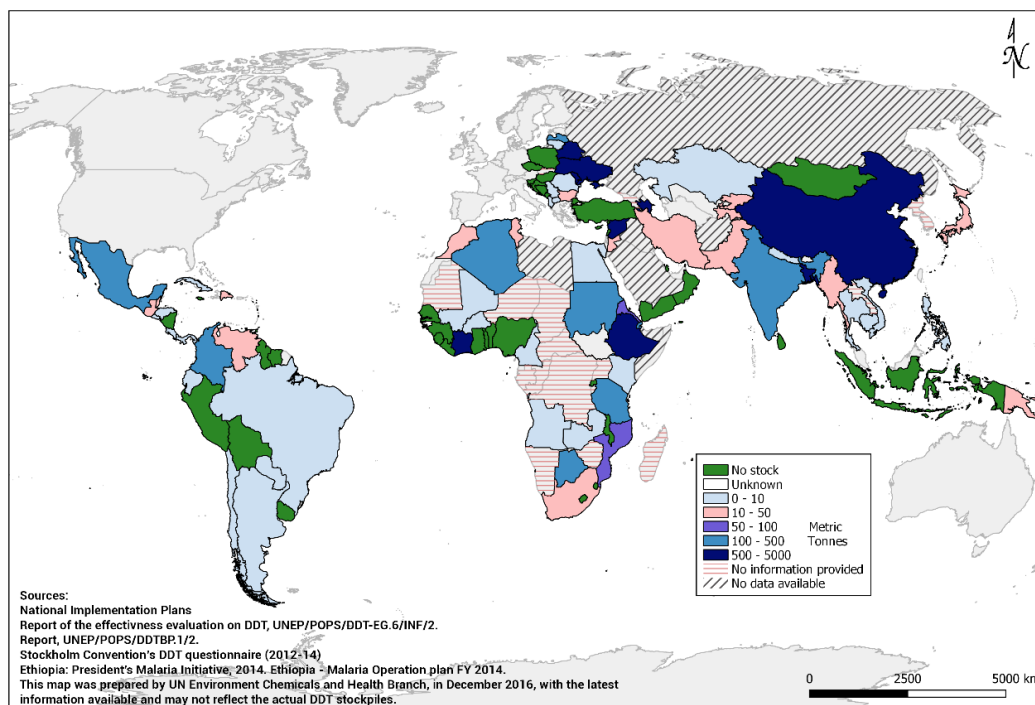 N
No stock
Unknown
0 - 10
10 - 50
50 - 100 Metric
100 - 500 Tonnes
500 - 5000
No information provided
No data available
Sources:
National Implementation Plans
Report of the effectivness evaluation on DDT, UNEP/POPS/DDT-EG.6/INF/2.
Report, UNEP/POPS/DDTBP.1/2.
Stockholm Convention's DDT questionnaire (2012-14)
Ethiopia: President's Malaria Initiative, 2014. Ethiopia - Malaria Operation plan FY 2014.
This map was prepared by UN Environment Chemicals and Health Branch, in December 2016, with the latest
information available and may not reflect the actual DDT stockpiles.
0 2500 5000 km